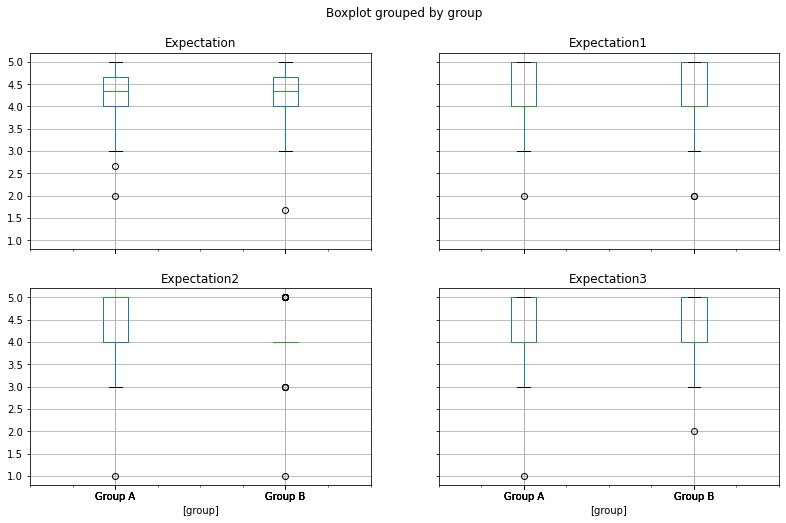 Boxplot grouped by group
Expectation
Expectation1
5.0
4.5
4.0
3.5
3.0
2.5
2.0
1.5
1.0
Expectation2
Expectation3
5.0
4.5
4.0
3.5
3.0
2.5
2.0
1.5
1.0
Group A
Group B
Group A
Group B
[group]
[group]